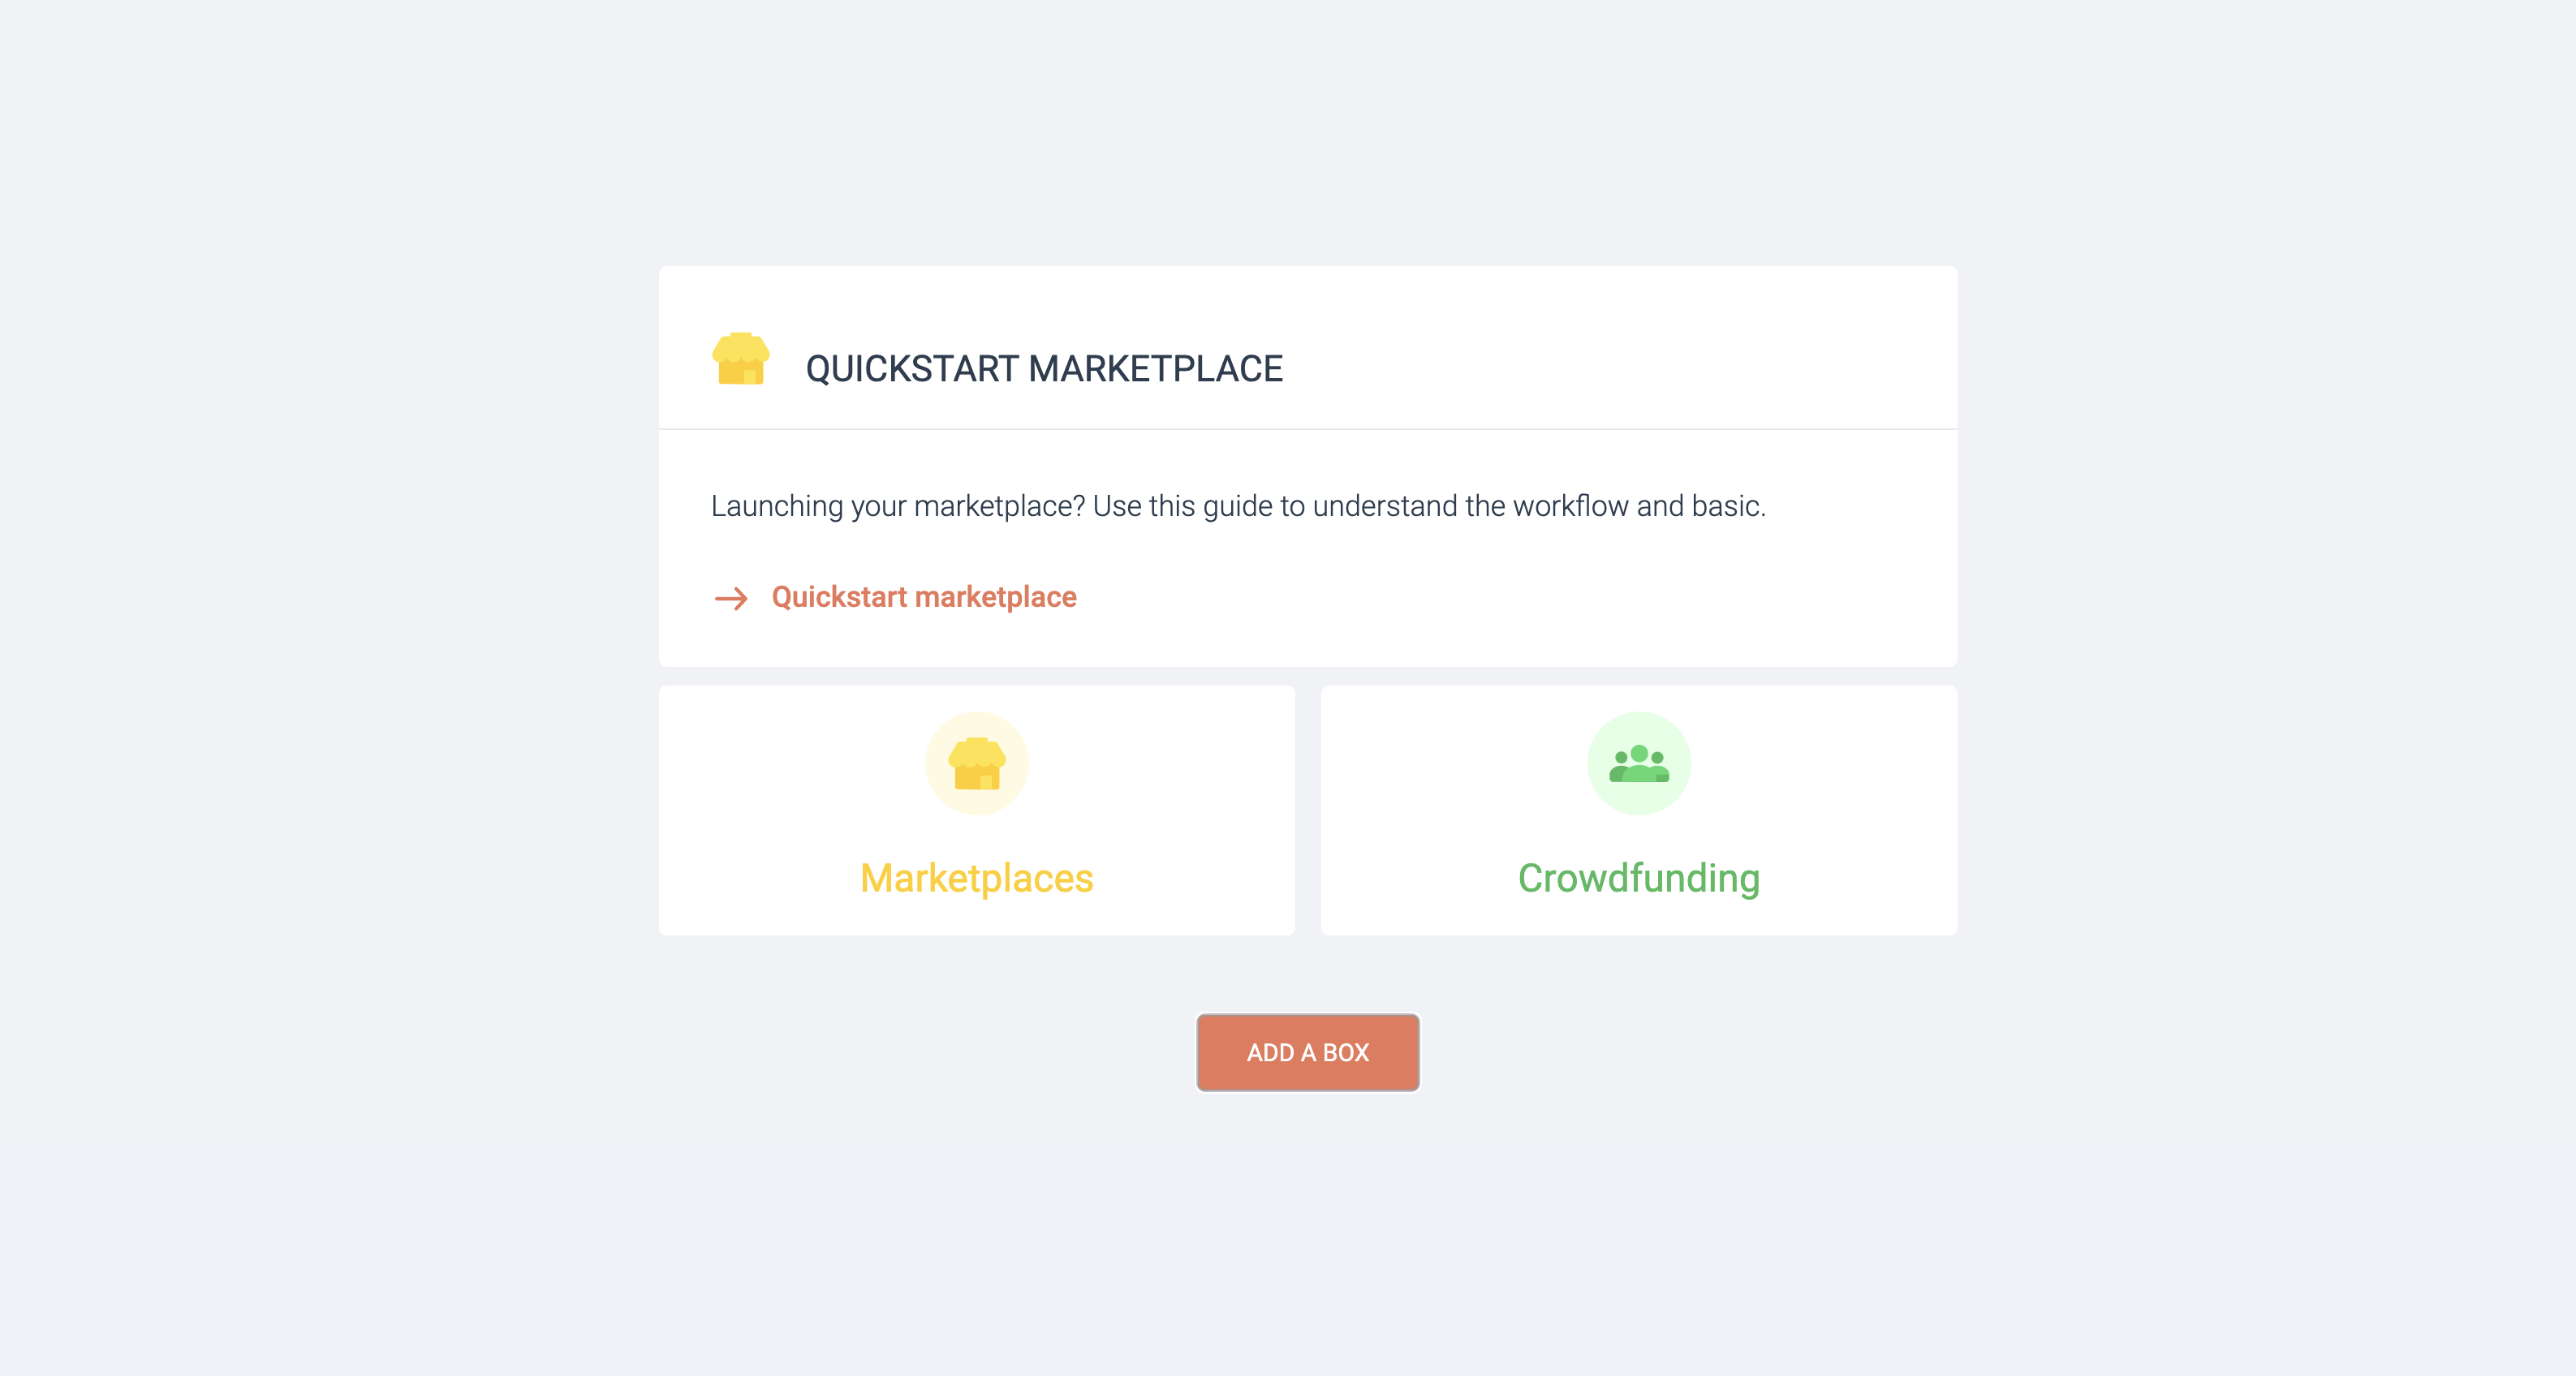 QUICKSTART MARKETPLACE
Launching your marketplace? Use this guide to understand the workflow and basic.
Quickstart marketplace
Marketplaces
Crowdfunding
ADD A BOX